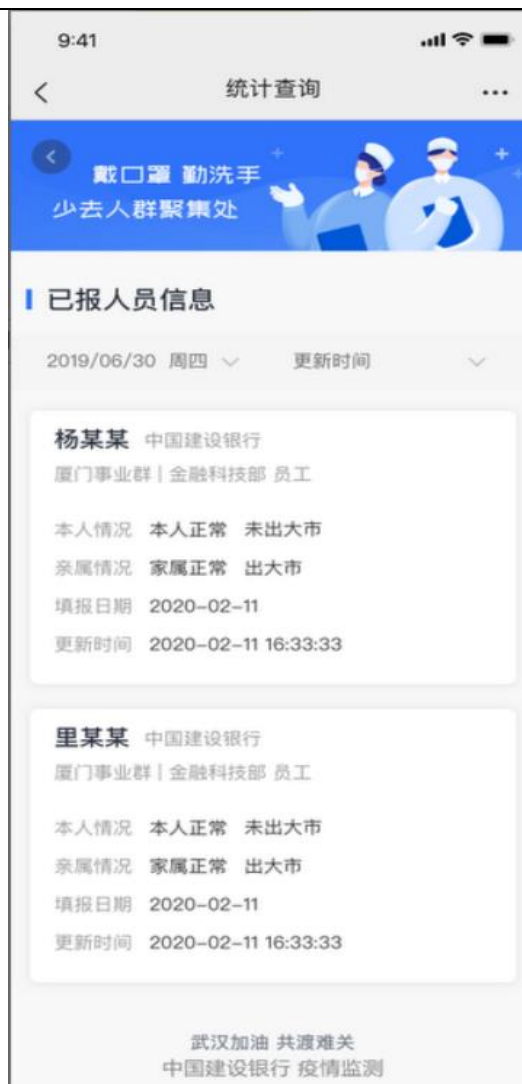 9:41
统计查询
戴口罩 勤洗手
少去人群聚集处
已报人员信息
2019/06/30 周四 更新时间
杨某某 中国建设银行
厦门事业群 | 金融科技部 员工
本人情况 本人正常 未出大市
亲属情况 家属正常 出大市
填报日期 2020-02-11
更新时间 2020-02-11 16:33:33
里某某 中国建设银行
厦门事业群 | 金融科技部 员工
本人情况 本人正常 未出大市
亲属情况 家属正常 出大市
填报日期 2020-02-11
更新时间 2020-02-11 16:33:33
武汉加油 共渡难关
中国建设银行 疫情监测